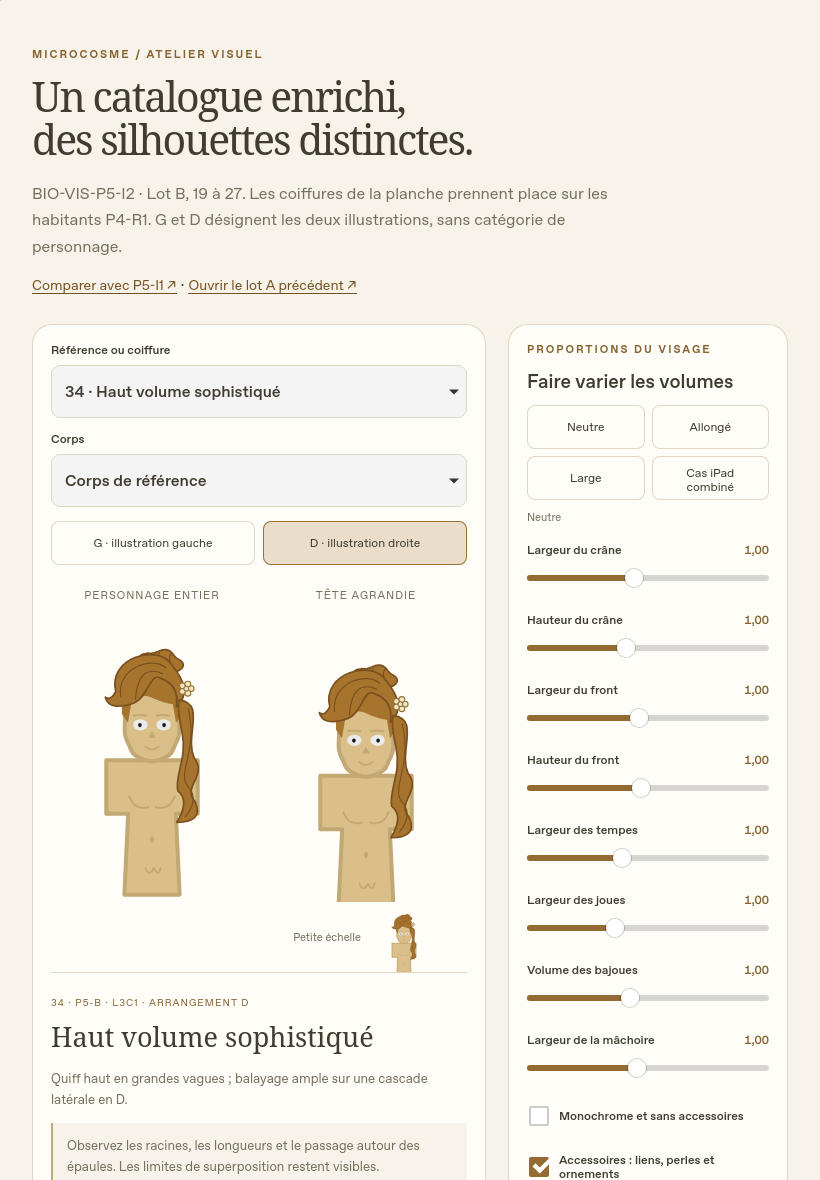 MICROCOSME / ATELIER VISUEL
Un catalogue enrichi,
des silhouettes distinctes.
BIO-VIS-P5-I2 · Lot B, 19 à 27. Les coiffures de la planche prennent place sur les
habitants P4-R1. G et D désignent les deux illustrations, sans catégorie de
personnage.
Comparer avec P5-I1 ↗ · Ouvrir le lot A précédent ↗
Référence ou coiffure
34 · Haut volume sophistiqué
Corps
Corps de référence
G · illustration gauche
D · illustration droite
PERSONNAGE ENTIER
TÊTE AGRANDIE
Petite échelle
34 · P5-B · L3C1 · ARRANGEMENT D
Haut volume sophistiqué
Quiff haut en grandes vagues ; balayage ample sur une cascade
latérale en D.
Observez les racines, les longueurs et le passage autour des
épaules. Les limites de superposition restent visibles.
PROPORTIONS DU VISAGE
Faire varier les volumes
Neutre
Allongé
Large
Cas iPad
combiné
Neutre
Largeur du crâne 1,00
Hauteur du crâne 1,00
Largeur du front 1,00
Hauteur du front 1,00
Largeur des tempes 1,00
Largeur des joues 1,00
Volume des bajoues 1,00
Largeur de la mâchoire 1,00
Monochrome et sans accessoires
Accessoires : liens, perles et
ornements